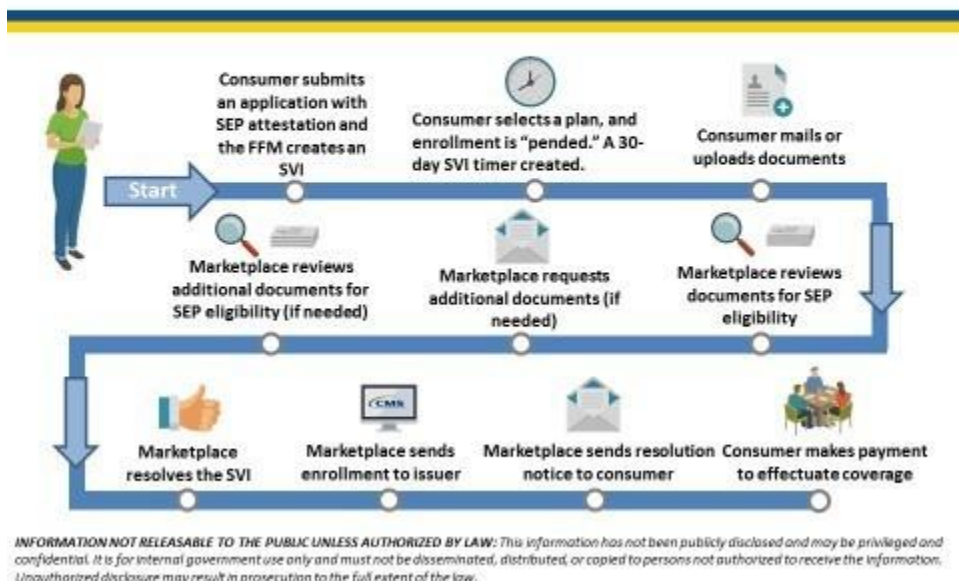 Consumer submits
an application with
SEP attestation and
the FFM creates an
SVI
Consumer selects a plan, and
enrollment is “pended.” A 30-
day SVI timer created.
Consumer mails or
uploads documents
Start
Marketplace reviews
documents for SEP
eligibility
Marketplace requests
additional documents (if
needed)
Marketplace reviews
additional documents for
SEP eligibility (if needed)
Marketplace
resolves the SVI
CMS
Marketplace sends
enrollment to issuer
Marketplace sends resolution
notice to consumer
Consumer makes payment
to effectuate coverage
INFORMATION NOT RELEASABLE TO THE PUBLIC UNLESS AUTHORIZED BY LAW: This information has not been publicly disclosed and may be privileged and
confidential. It is for internal government use only and must not be disseminated, distributed, or copied to persons not authorized to receive the information.
Unauthorized disclosure may result in prosecution to the full extent of the law.